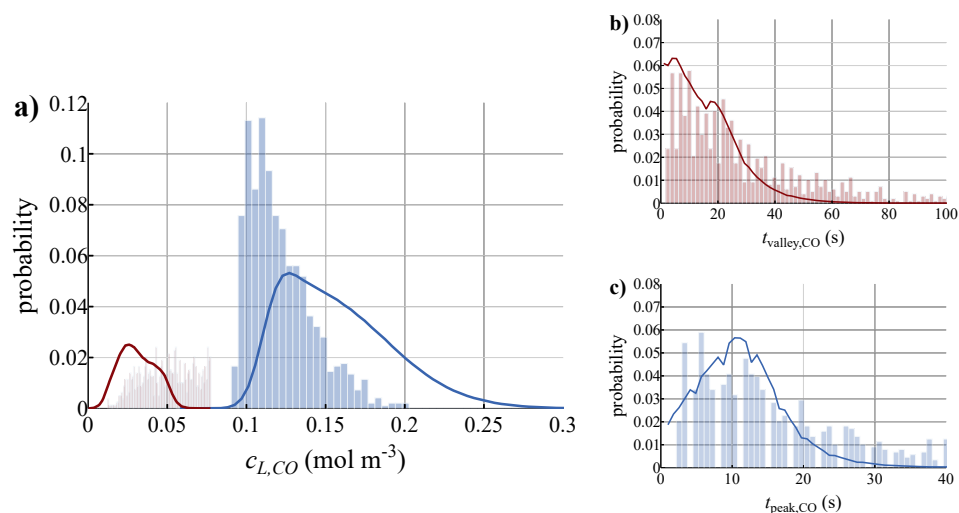 a)
probability
0.12
0.1
0.08
0.06
0.04
0.02
0
0 0.05 0.1 0.15 0.2 0.25 0.3
c_L,CO (mol m⁻³)
b)
probability
0.08
0.07
0.06
0.05
0.04
0.03
0.02
0.01
0
0 20 40 60 80 100
t_valley,CO (s)
c)
probability
0.08
0.07
0.06
0.05
0.04
0.03
0.02
0.01
0
0 10 20 30 40
t_peak,CO (s)